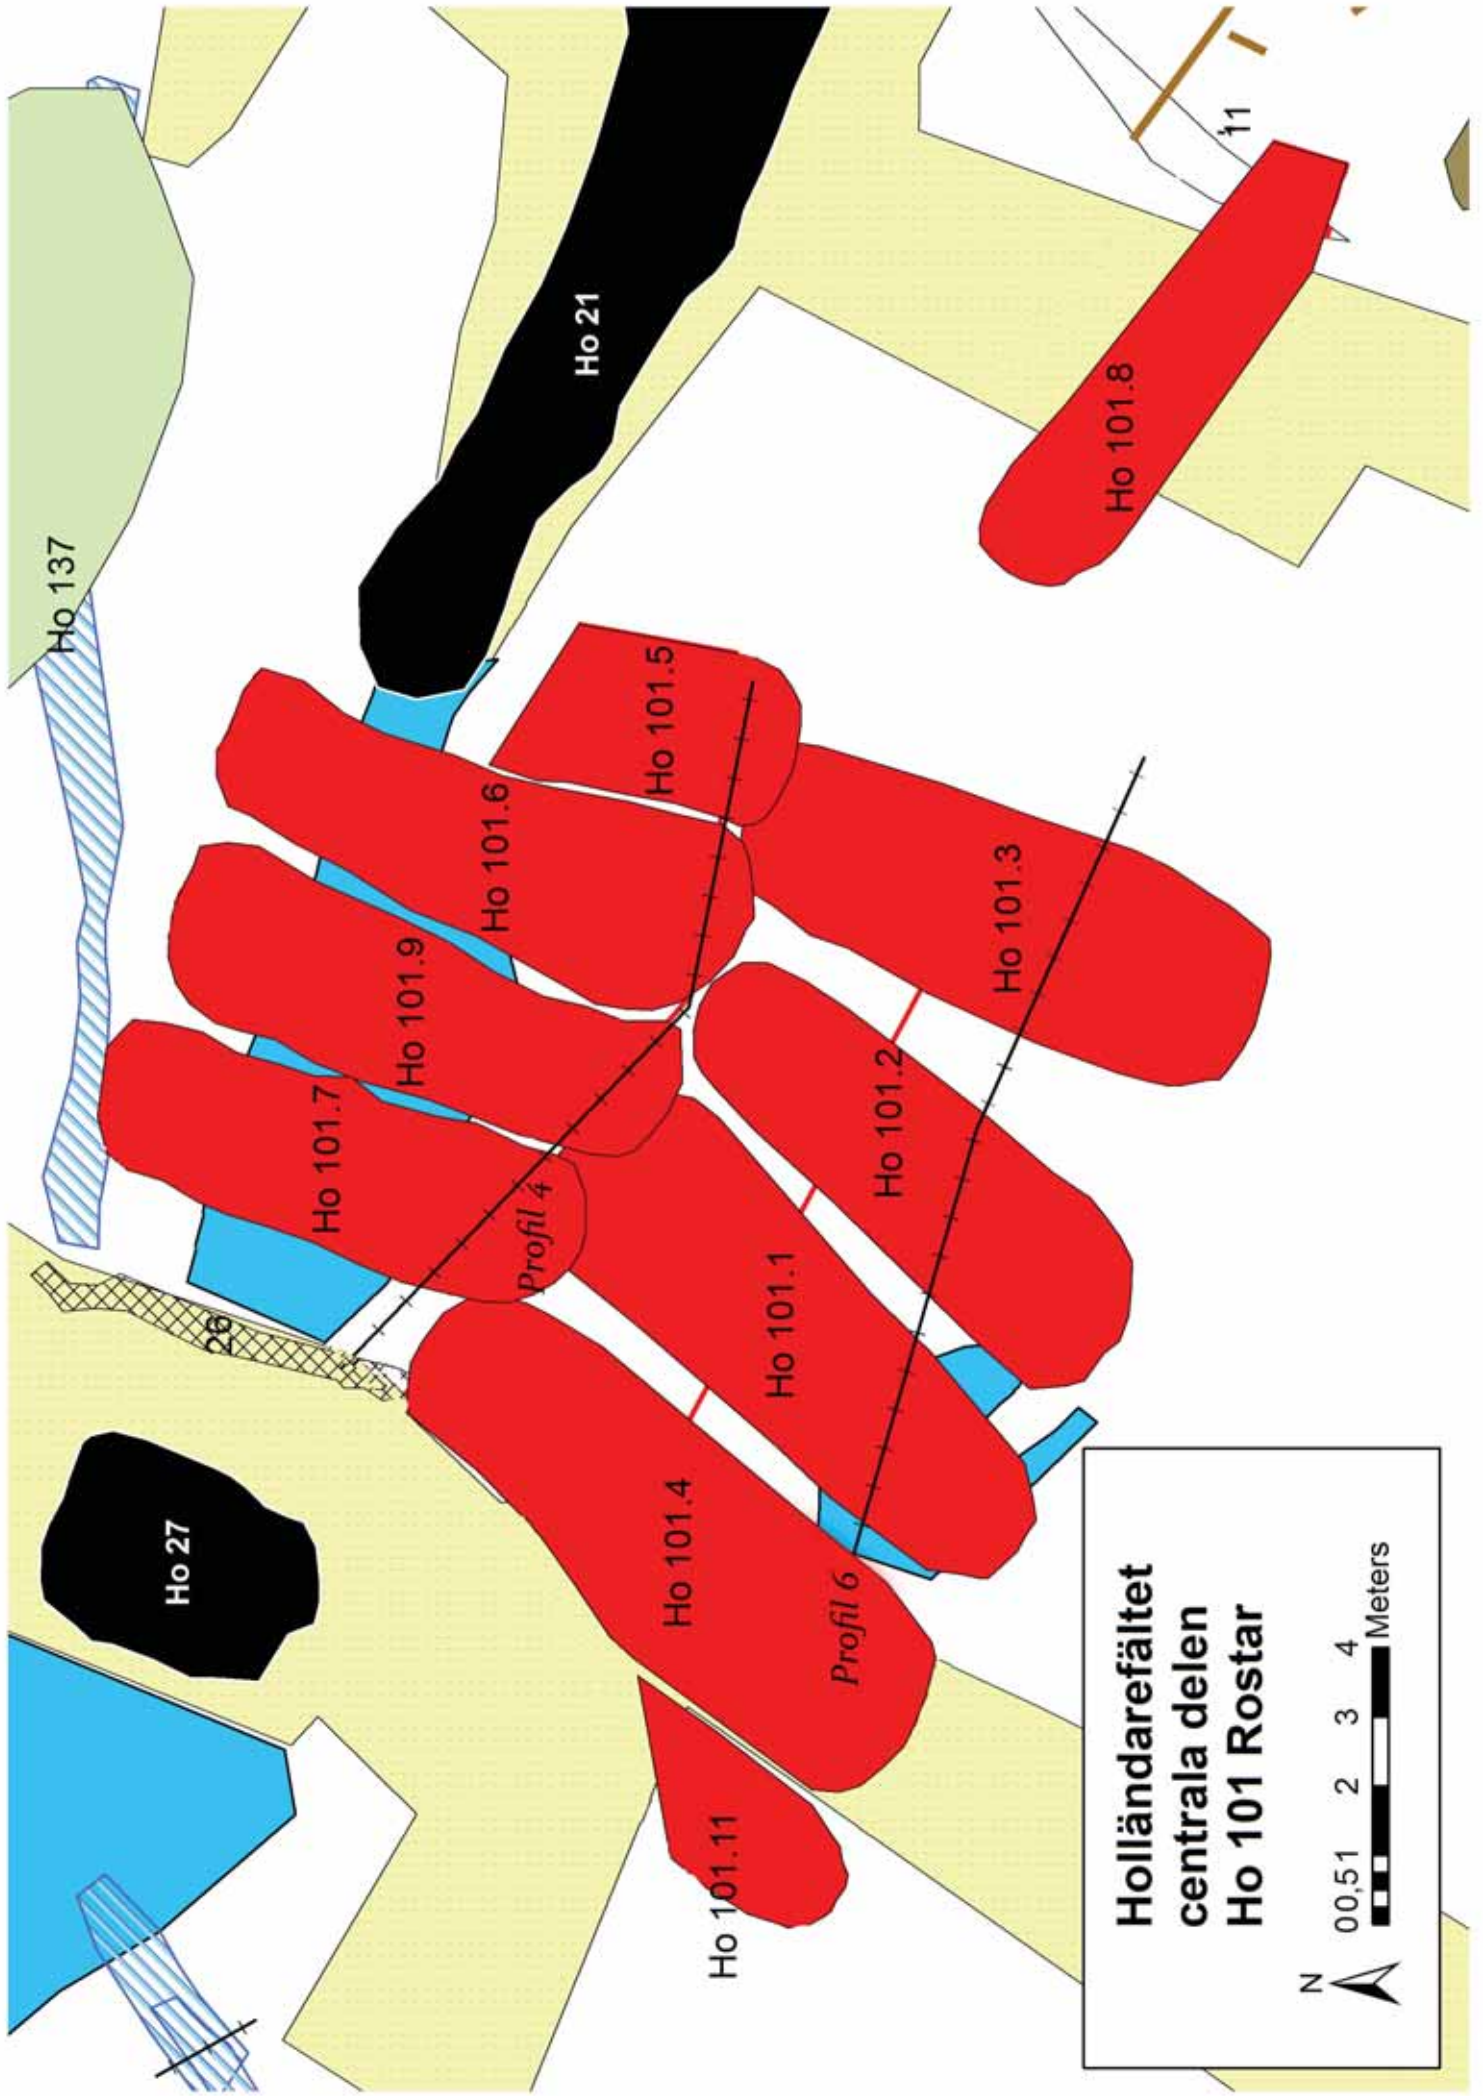 Ho 137
26
Ho 27
Ho 21
'11
Ho 101.7
Ho 101.9
Ho 101.6
Ho 101.5
Ho 101.8
Profil 4
Ho 101.4
Ho 101.1
Ho 101.2
Ho 101.3
Ho 101.11
Profil 6
Holländarefältet
centrala delen
Ho 101 Rostar
N
0 0,5 1 2 3 4
Meters